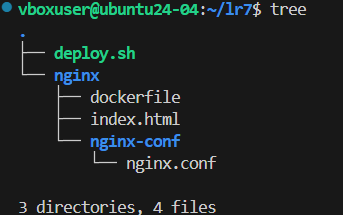 vboxuser@ubuntu24-04:~/lr7$ tree
.
├── deploy.sh
└── nginx
    ├── dockerfile
    ├── index.html
    └── nginx-conf
        └── nginx.conf
3 directories, 4 files